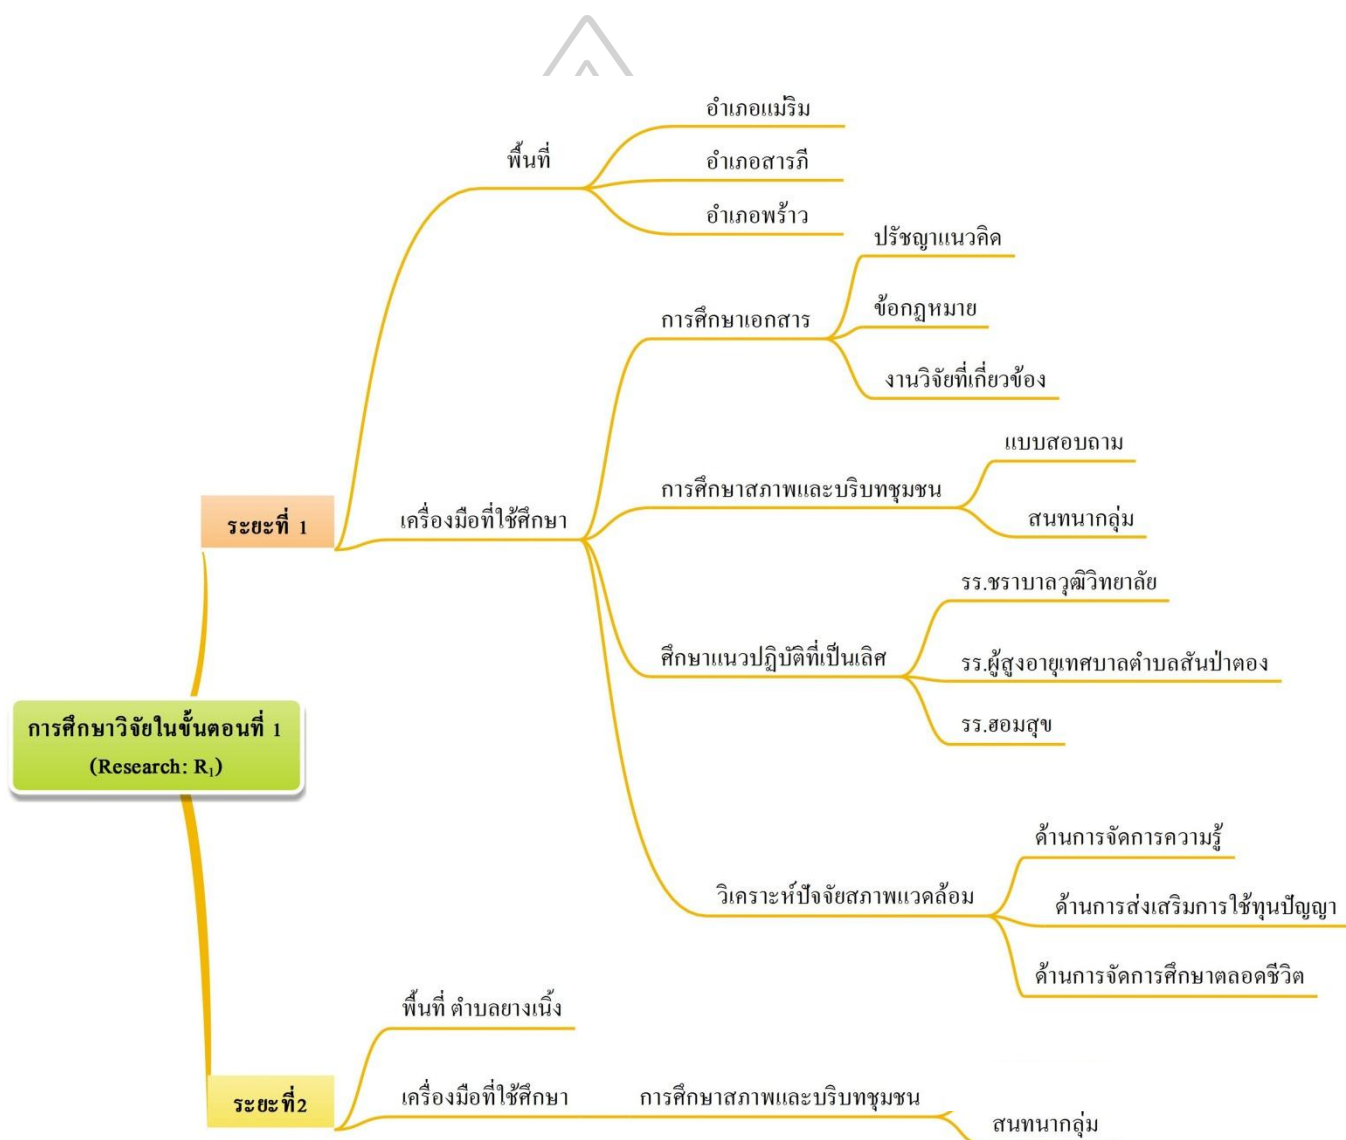 อำเภอแม่ริม
พื้นที่
อำเภอสารภี
อำเภอพร้าว
ปรัชญาแนวคิด
การศึกษาเอกสาร
ข้อกฏหมาย
งานวิจัยที่เกี่ยวข้อง
แบบสอบถาม
การศึกษาสภาพและบริบทชุมชน
สนทนากลุ่ม
ระยะที่ 1
เครื่องมือที่ใช้ศึกษา
รร.ชราบาลวุฒิวิทยาลัย
ศึกษาแนวปฏิบัติที่เป็นเลิศ
รร.ผู้สูงอายุเทศบาลตำบลสันป่าตอง
รร.ฮอมสุข
การศึกษาวิจัยในขั้นตอนที่ 1
(Research: R₁)
ด้านการจัดการความรู้
วิเคราะห์ปัจจัยสภาพแวดล้อม
ด้านการส่งเสริมการใช้ทุนปัญญา
ด้านการจัดการศึกษาตลอดชีวิต
พื้นที่ ตำบลยางเนิ้ง
ระยะที่2
เครื่องมือที่ใช้ศึกษา
การศึกษาสภาพและบริบทชุมชน
สนทนากลุ่ม